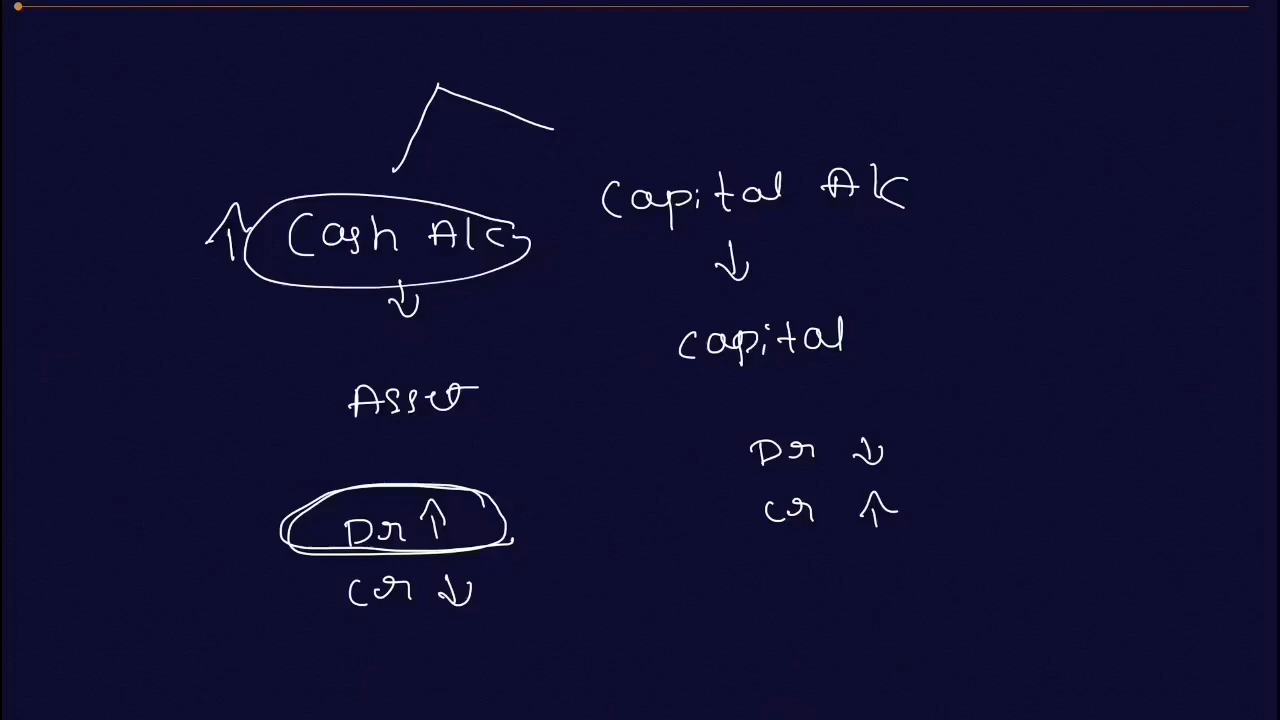 Cash A/c
Capital A/c
↓
↓
Asset
Capital
Dr ↑
Cr ↓
Dr ↓
Cr ↑